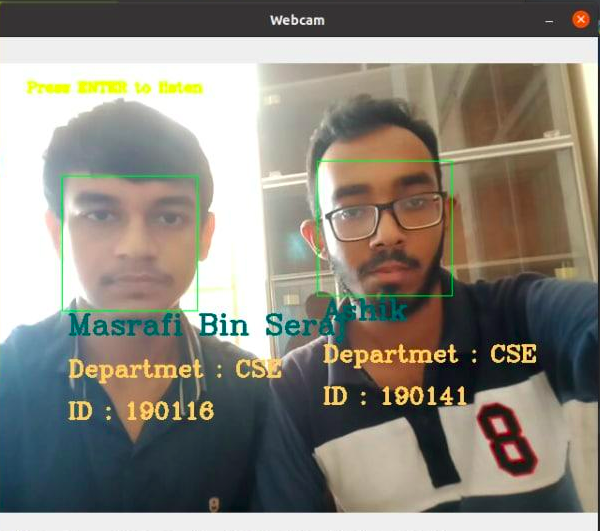 Webcam
Press ENTER to listen
Masrafi Bin Seraj
Departmet : CSE
ID : 190116
Ashik
Departmet : CSE
ID : 190141
8